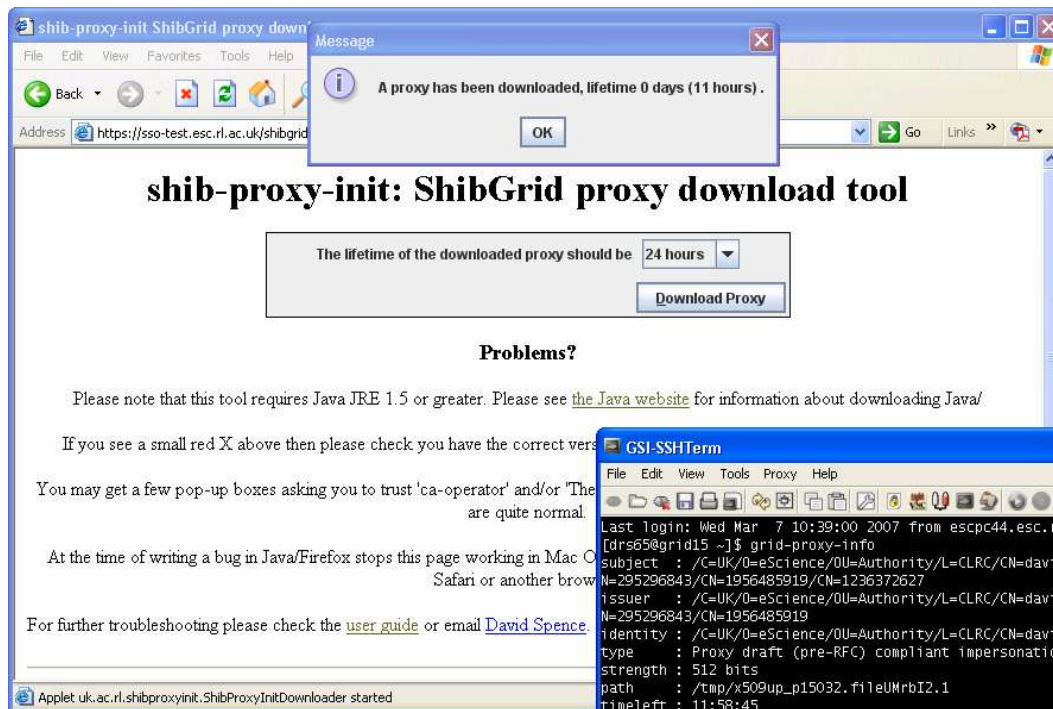 shib-proxy-init ShibGrid proxy down
Message
File Edit View Favorites Tools Help
A proxy has been downloaded, lifetime 0 days (11 hours) .
OK
Back
Address https://sso-test.esc.rl.ac.uk/shibgrid
Go Links »
shib-proxy-init: ShibGrid proxy download tool
The lifetime of the downloaded proxy should be 24 hours
Download Proxy
Problems?
Please note that this tool requires Java JRE 1.5 or greater. Please see the Java website for information about downloading Java/
If you see a small red X above then please check you have the correct vers
You may get a few pop-up boxes asking you to trust 'ca-operator' and/or 'The
are quite normal.
At the time of writing a bug in Java/Firefox stops this page working in Mac O
Safari or another brow
For further troubleshooting please check the user guide or email David Spence.
Applet uk.ac.rl.shibproxyinit.ShibProxyInitDownloader started
GSI-SSHTerm
File Edit View Tools Proxy Help
Last login: Wed Mar 7 10:39:00 2007 from escpc44.esc.r
[drs65@grid15 ~]$ grid-proxy-info
subject : /C=UK/O=eScience/OU=Authority/L=CLRC/CN=davi
N=295296843/CN=1956485919/CN=1236372627
issuer : /C=UK/O=eScience/OU=Authority/L=CLRC/CN=davi
N=295296843/CN=1956485919
identity : /C=UK/O=eScience/OU=Authority/L=CLRC/CN=davi
type : Proxy draft (pre-RFC) compliant impersonatio
strength : 512 bits
path : /tmp/x509up_p15032.fileUMrbI2.1
timeleft : 11:58:45